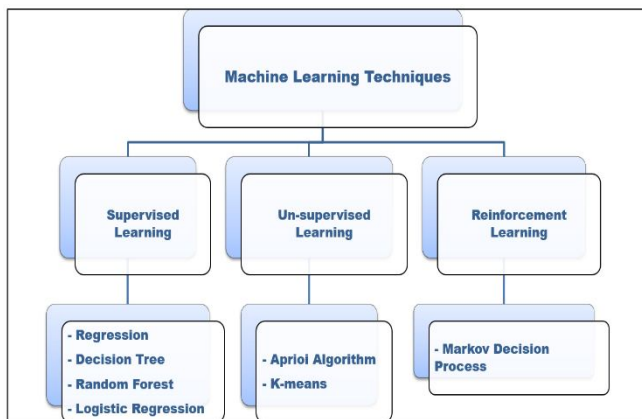 Machine Learning Techniques
Supervised
Learning
Un-supervised
Learning
Reinforcement
Learning
- Regression
- Decision Tree
- Random Forest
- Logistic Regression
- Aprioi Algorithm
- K-means
- Markov Decision
Process